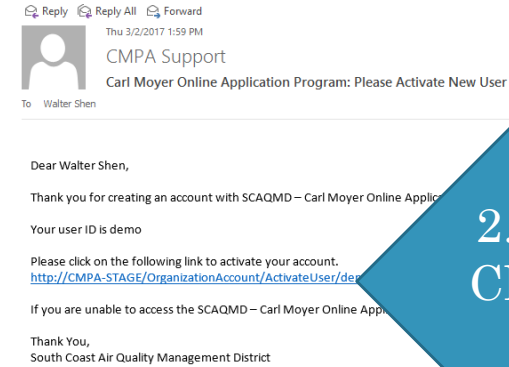 Reply Reply All Forward
Thu 3/2/2017 1:59 PM
CMPA Support
Carl Moyer Online Application Program: Please Activate New User
To Walter Shen
Dear Walter Shen,
Thank you for creating an account with SCAQMD – Carl Moyer Online Applic
Your user ID is demo
Please click on the following link to activate your account.
http://CMPA-STAGE/OrganizationAccount/ActivateUser/de
If you are unable to access the SCAQMD – Carl Moyer Online App
Thank You,
South Coast Air Quality Management District
2.